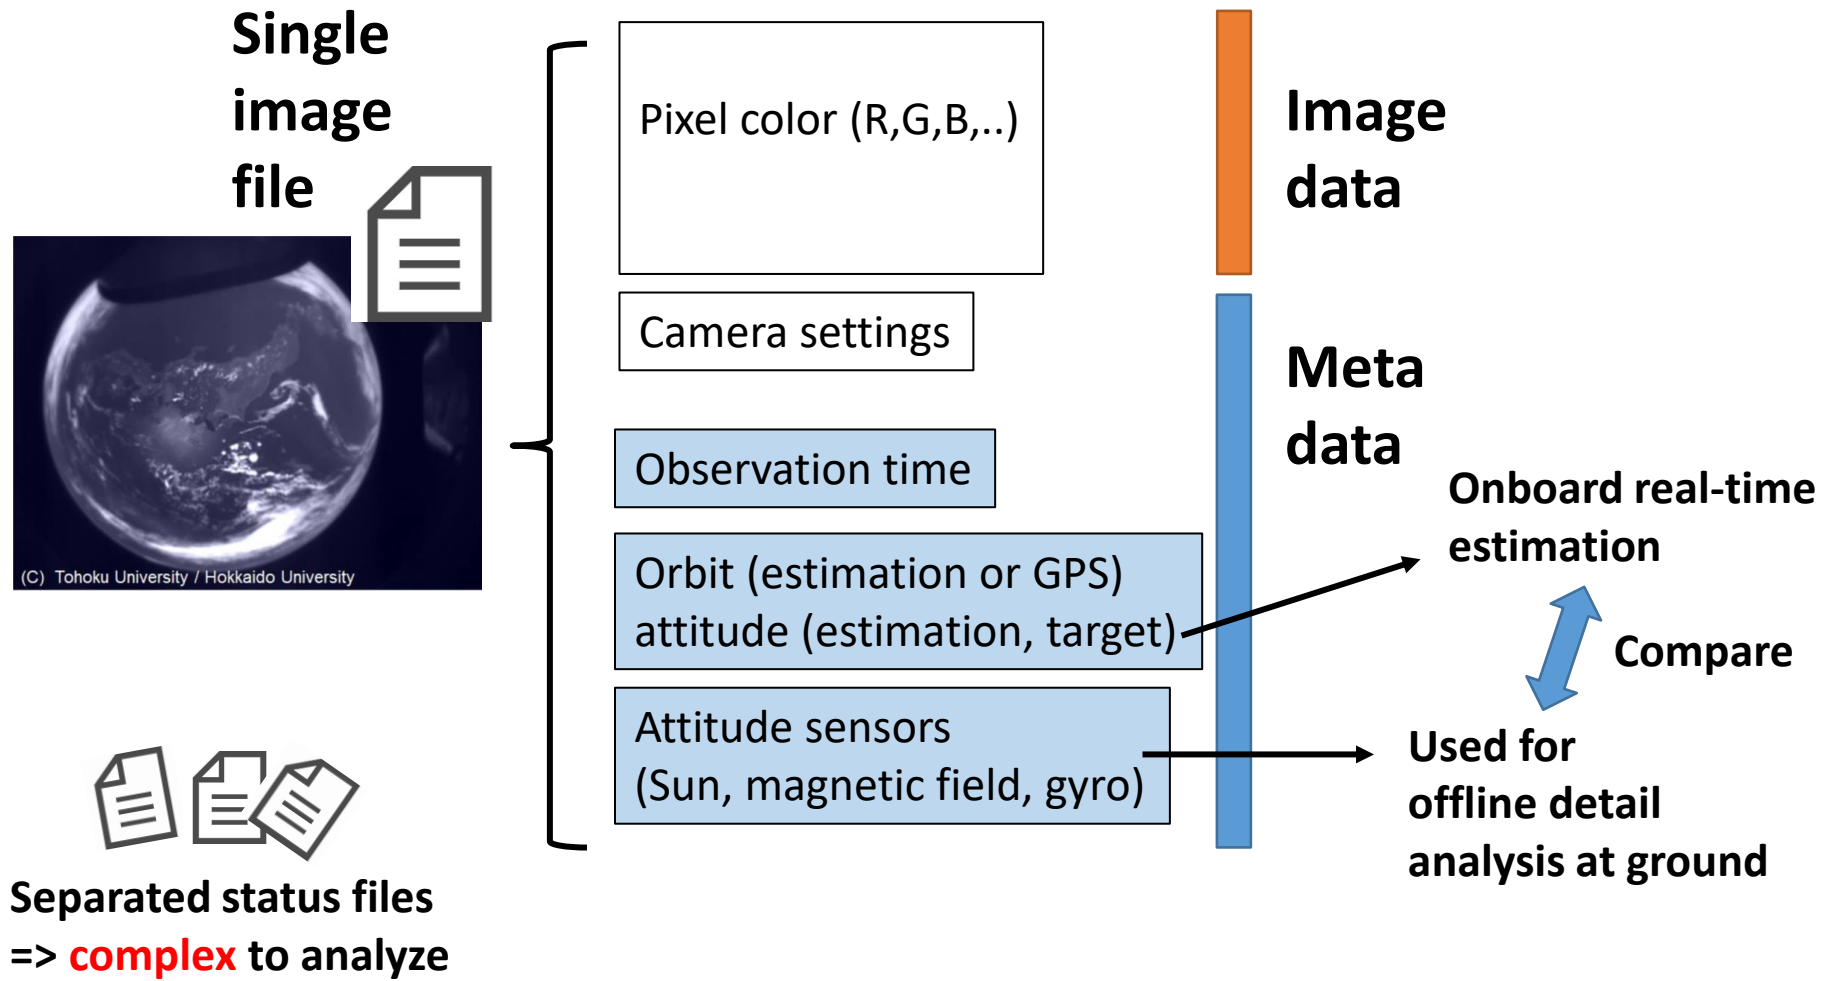 Single
image
file
(C) Tohoku University / Hokkaido University
Separated status files
=> complex to analyze
Pixel color (R,G,B,..)
Camera settings
Observation time
Orbit (estimation or GPS)
attitude (estimation, target)
Attitude sensors
(Sun, magnetic field, gyro)
Image
data
Meta
data
Onboard real-time
estimation
Compare
Used for
offline detail
analysis at ground